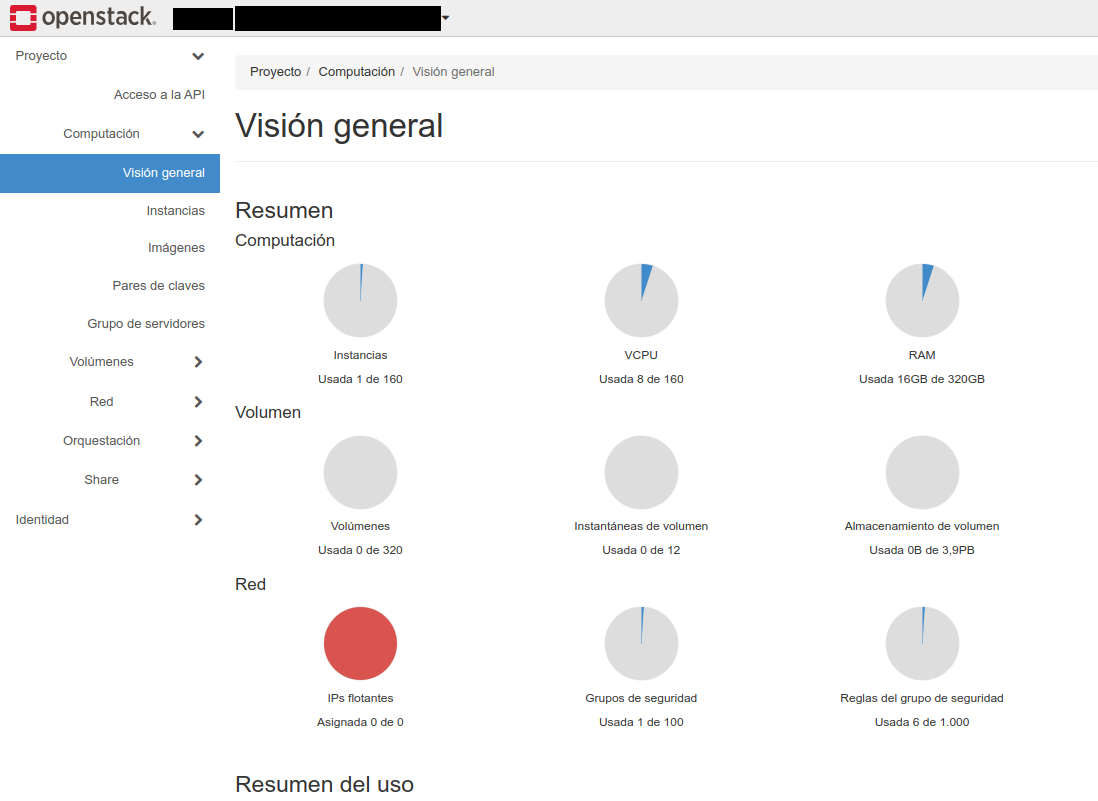 openstack.
Proyecto
Acceso a la API
Computación
Visión general
Instancias
Imágenes
Pares de claves
Grupo de servidores
Volúmenes
Red
Orquestación
Share
Identidad
Proyecto / Computación / Visión general
Visión general
Resumen
Computación
Instancias
Usada 1 de 160
VCPU
Usada 8 de 160
RAM
Usada 16GB de 320GB
Volumen
Volúmenes
Usada 0 de 320
Instantáneas de volumen
Usada 0 de 12
Almacenamiento de volumen
Usada 0B de 3,9PB
Red
IPs flotantes
Asignada 0 de 0
Grupos de seguridad
Usada 1 de 100
Reglas del grupo de seguridad
Usada 6 de 1.000
Resumen del uso